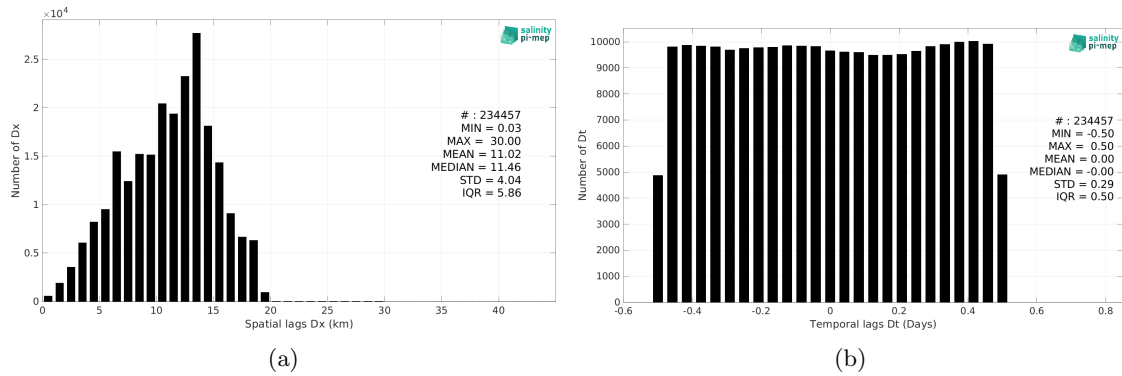 ×10⁴
2.5
2
1.5
1
0.5
0
0 5 10 15 20 25 30 35 40
Number of Dx
Spatial lags Dx (km)
salinity
pi-mep
# : 234457
MIN = 0.03
MAX = 30.00
MEAN = 11.02
MEDIAN = 11.46
STD = 4.04
IQR = 5.86
(a)
10000
9000
8000
7000
6000
5000
4000
3000
2000
1000
0
-0.6 -0.4 -0.2 0 0.2 0.4 0.6 0.8
Number of Dt
Temporal lags Dt (Days)
salinity
pi-mep
# : 234457
MIN = -0.50
MAX = 0.50
MEAN = 0.00
MEDIAN = -0.00
STD = 0.29
IQR = 0.50
(b)